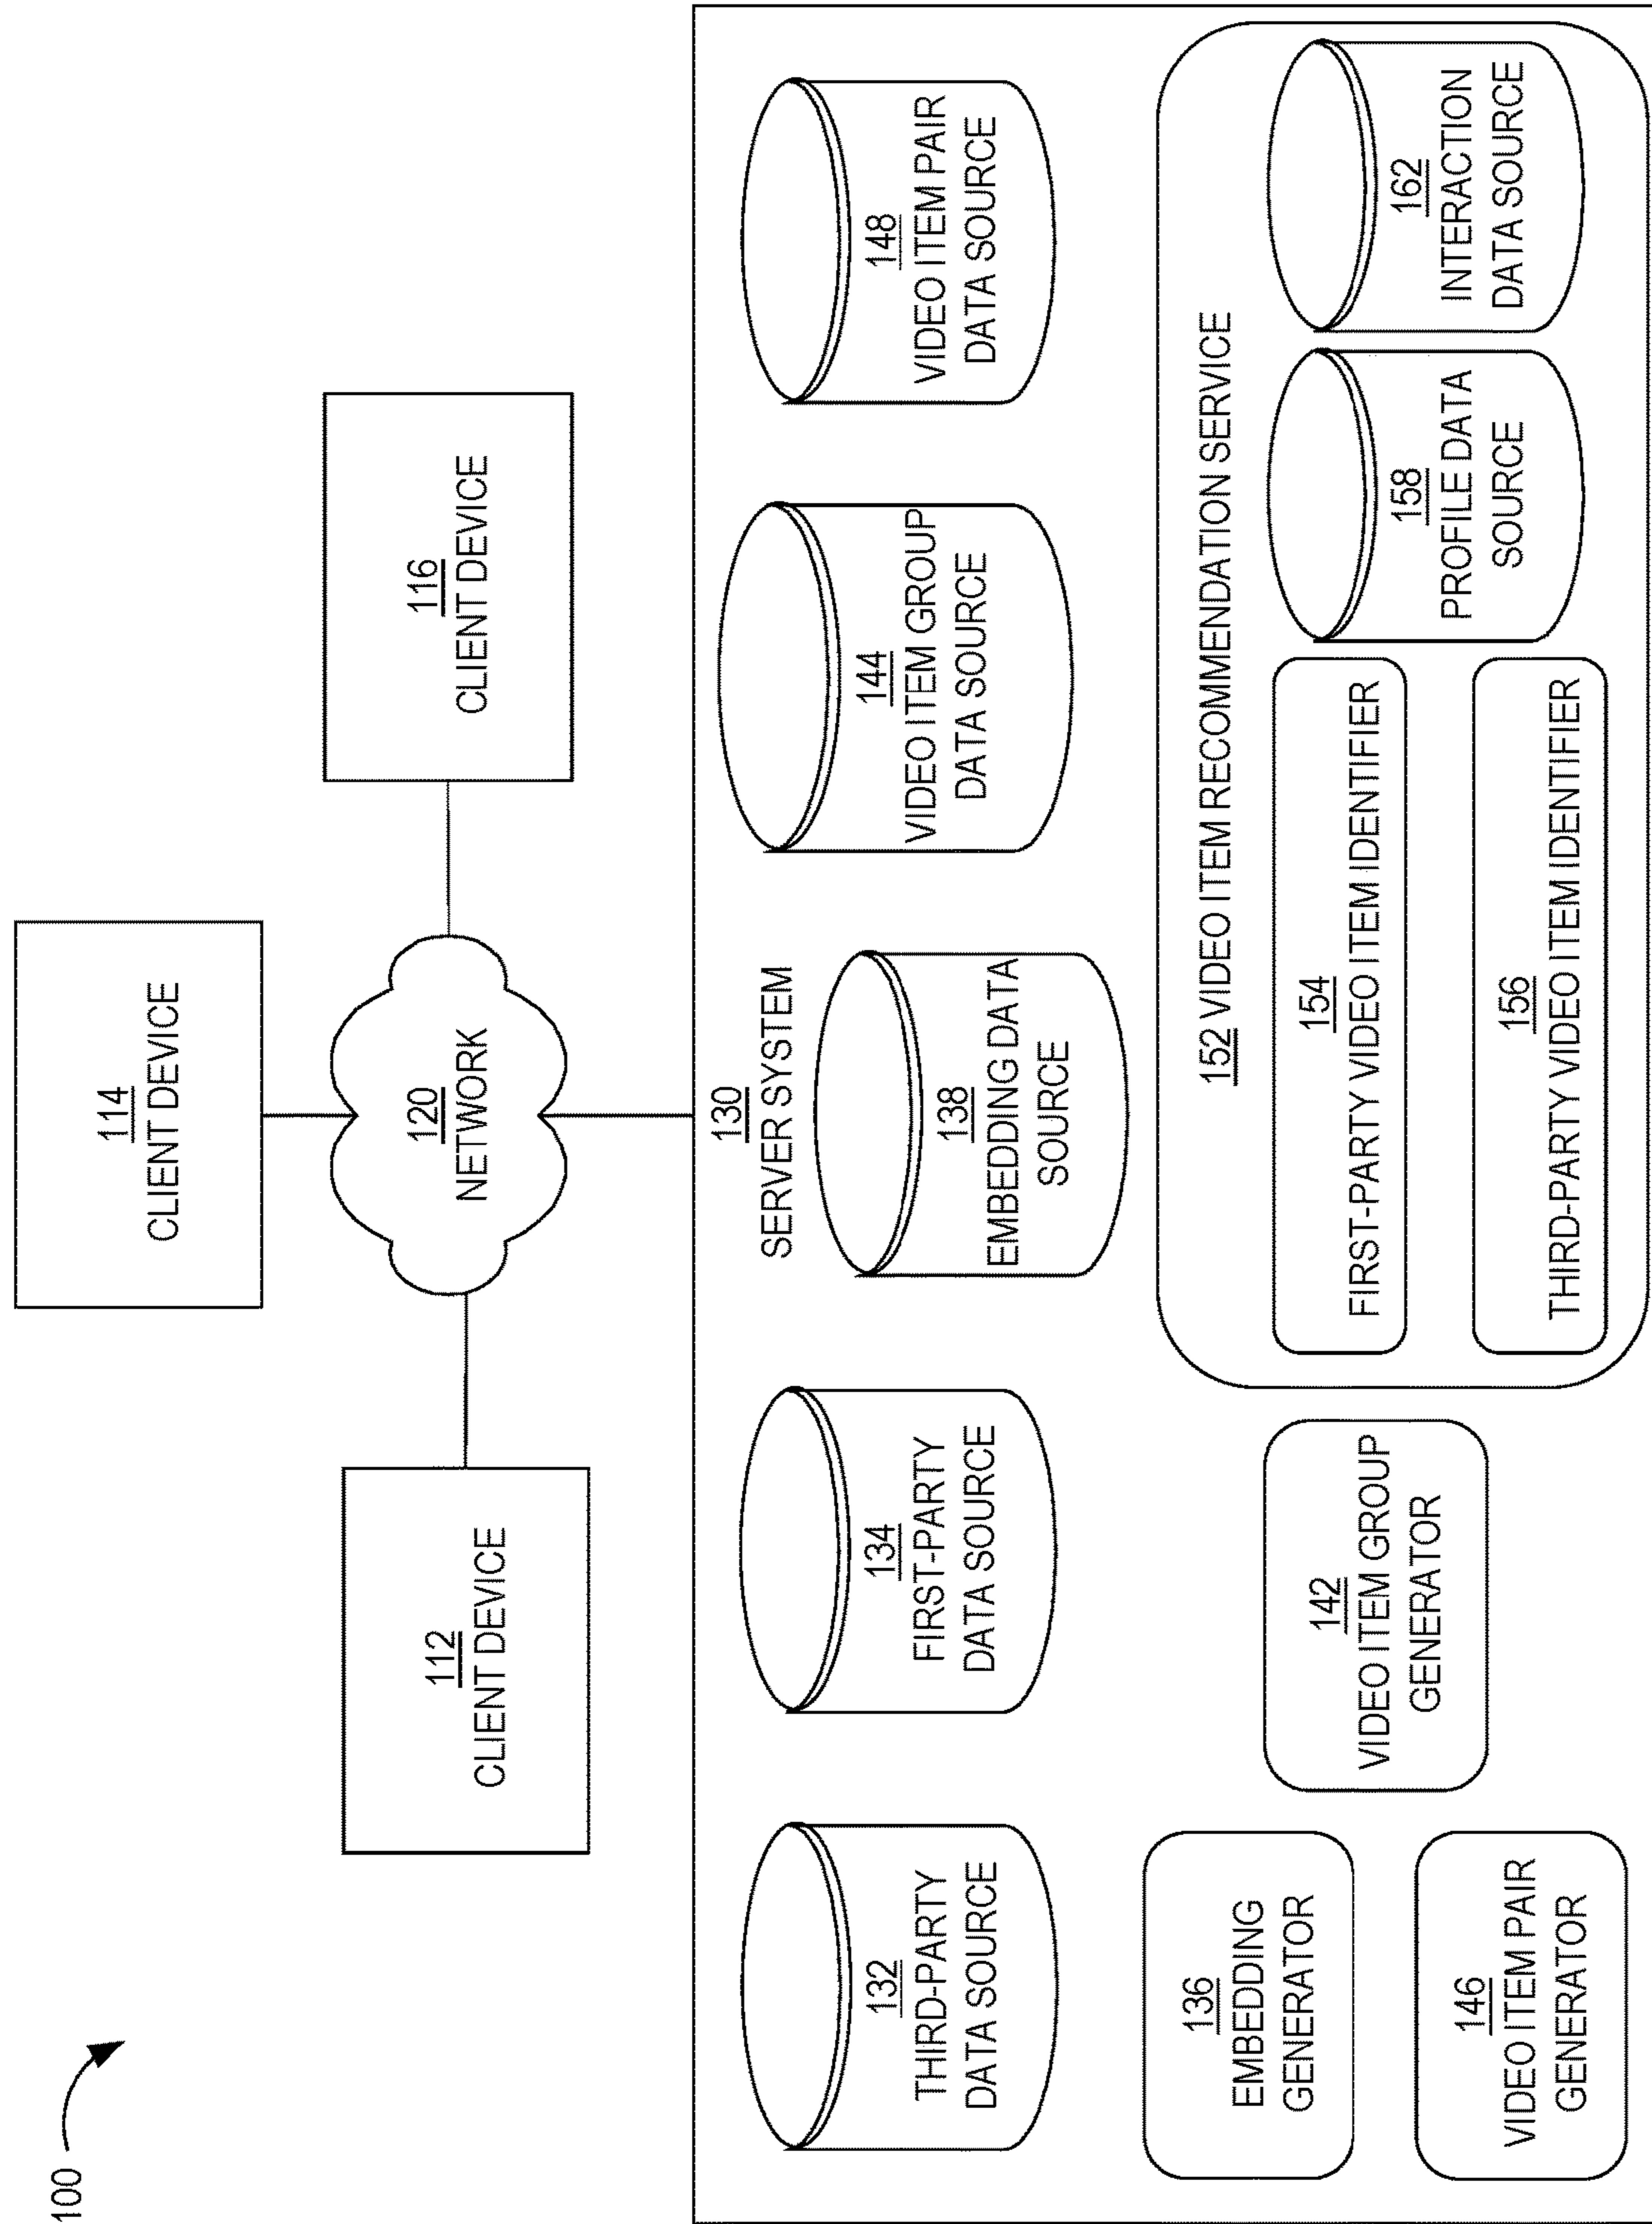 100
114
CLIENT DEVICE
112
CLIENT DEVICE
120
NETWORK
116
CLIENT DEVICE
130
SERVER SYSTEM
132
THIRD-PARTY
DATA SOURCE
134
FIRST-PARTY
DATA SOURCE
138
EMBEDDING DATA
SOURCE
144
VIDEO ITEM GROUP
DATA SOURCE
148
VIDEO ITEM PAIR
DATA SOURCE
136
EMBEDDING
GENERATOR
146
VIDEO ITEM PAIR
GENERATOR
142
VIDEO ITEM GROUP
GENERATOR
152 VIDEO ITEM RECOMMENDATION SERVICE
154
FIRST-PARTY VIDEO ITEM IDENTIFIER
156
THIRD-PARTY VIDEO ITEM IDENTIFIER
158
PROFILE DATA
SOURCE
162
INTERACTION
DATA SOURCE